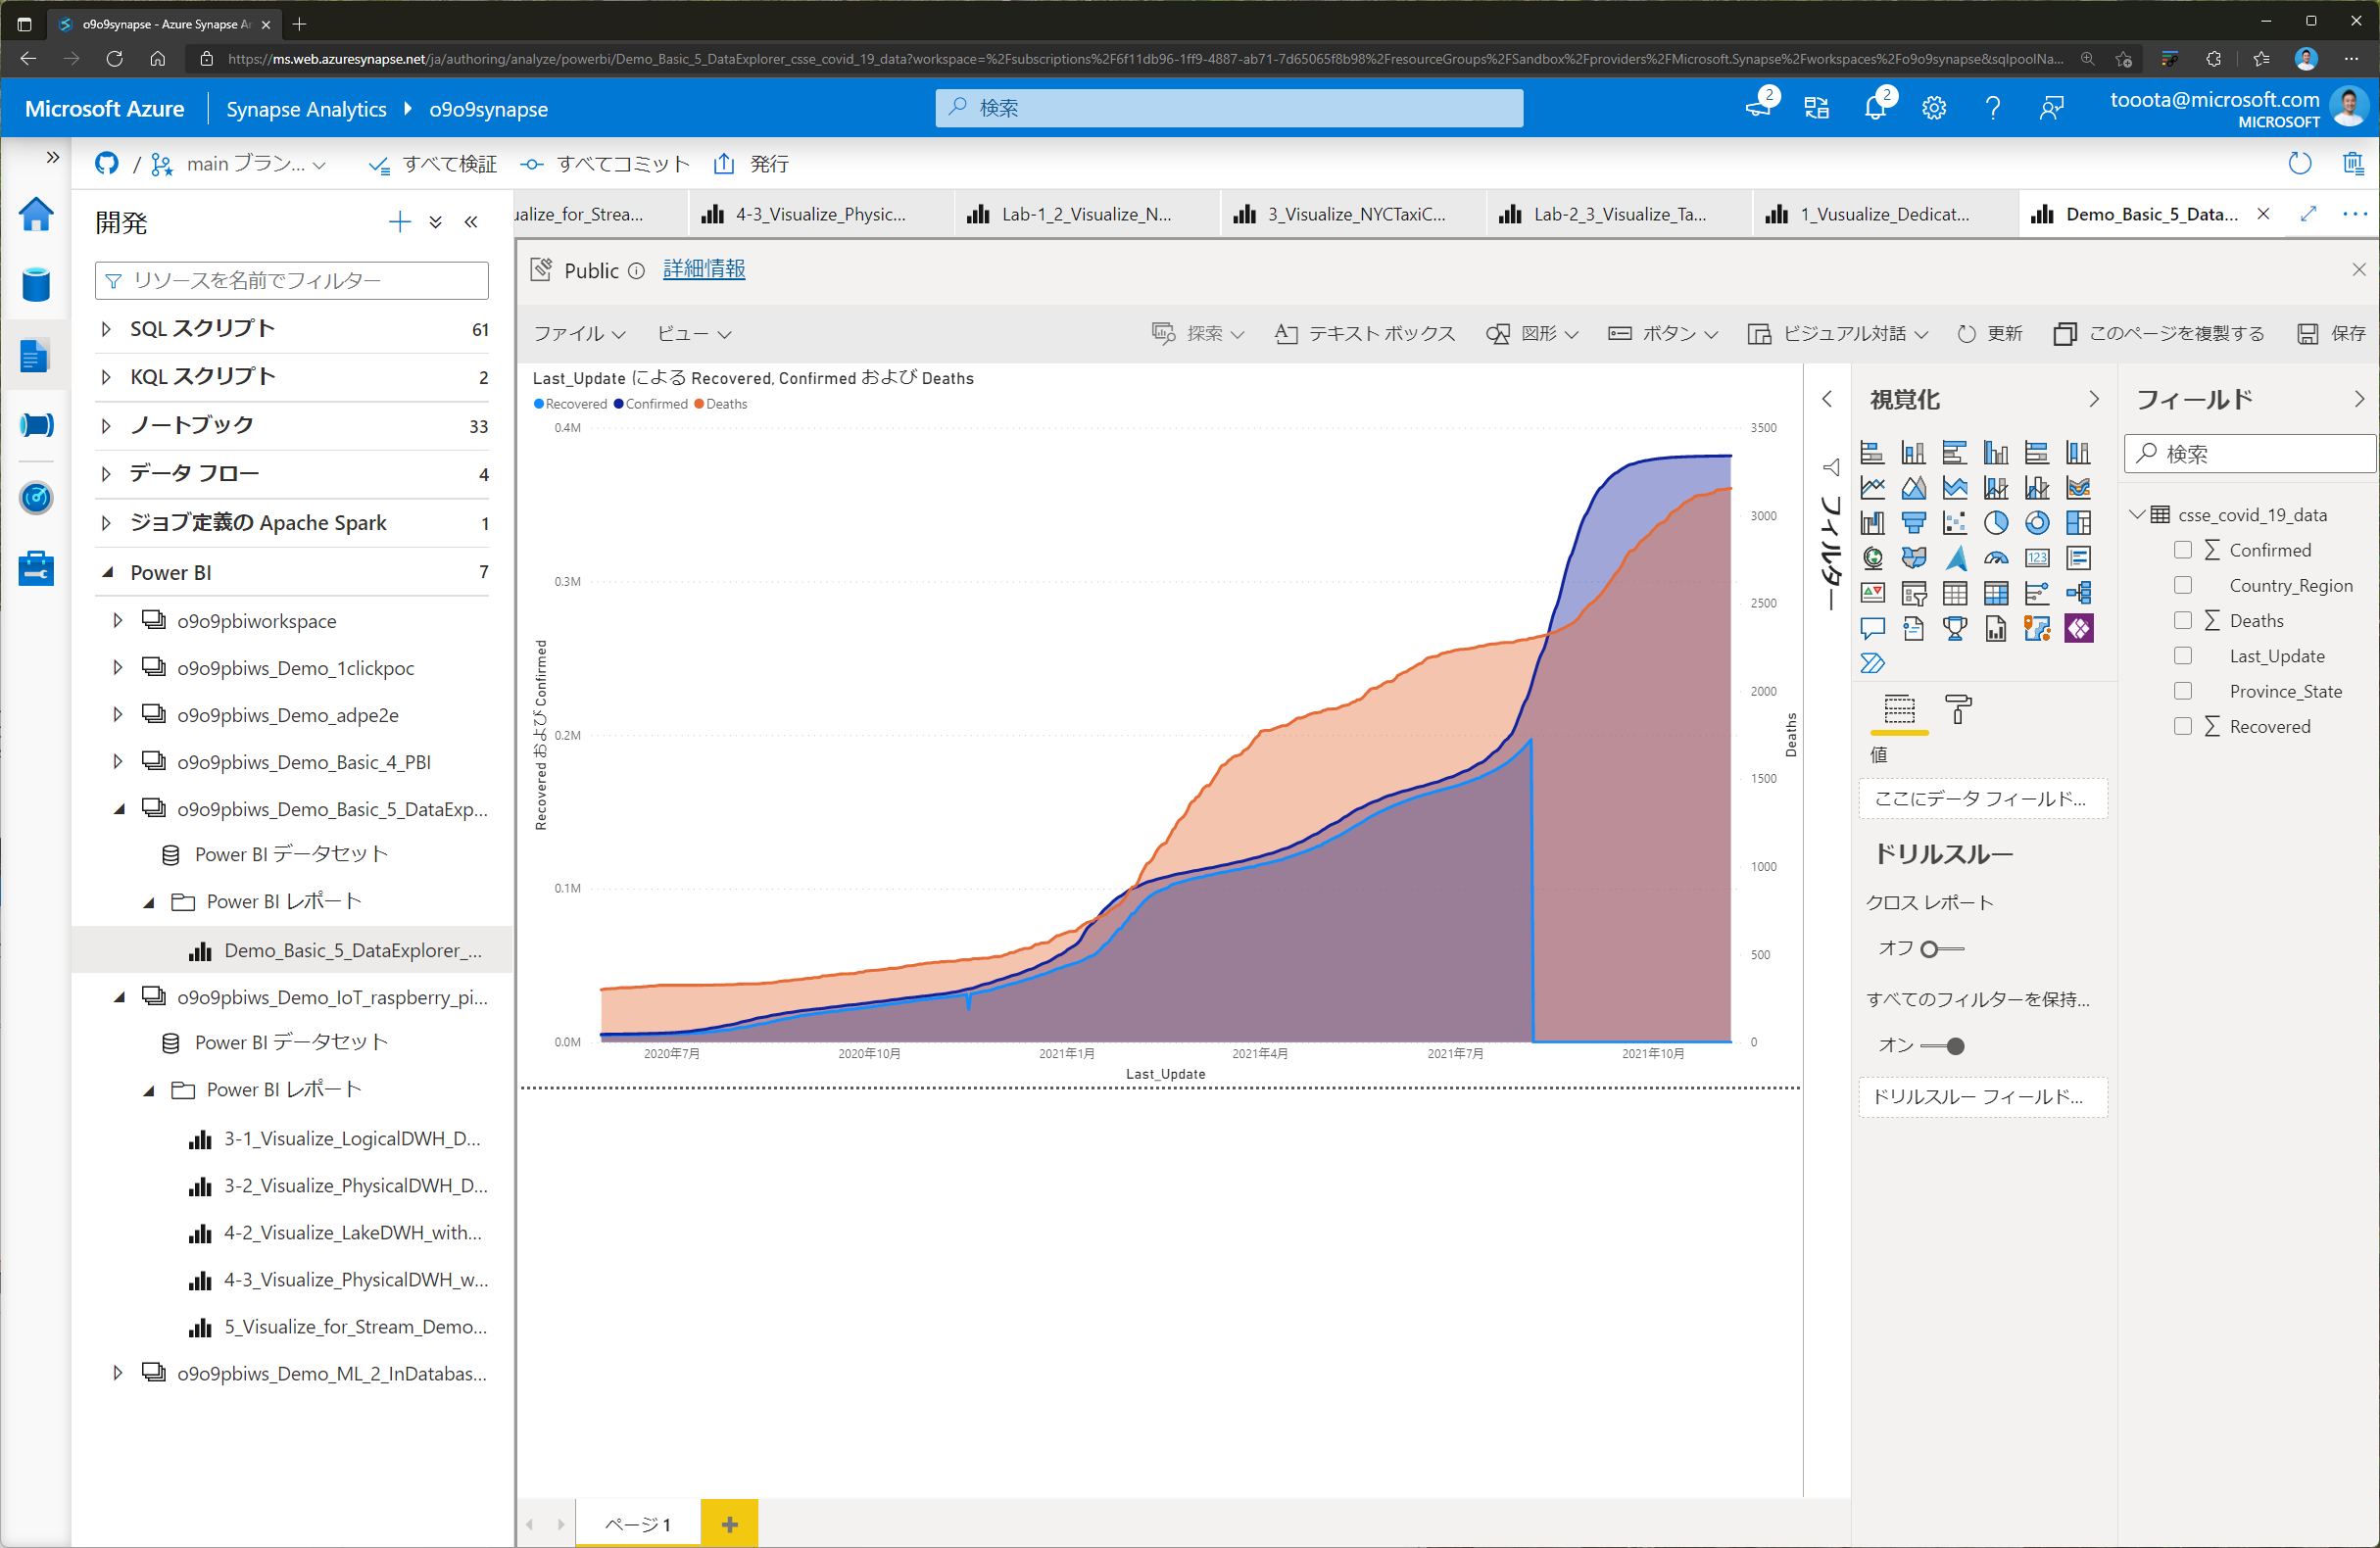 o9o9synapse - Azure Synapse An
https://ms.web.azuresynapse.net/ja/authoring/analyze/powerbi/Demo_Basic_5_DataExplorer_csse_covid_19_data?workspace=%2Fsubscriptions%2F6f11db96-1ff9-4887-ab71-7d65065f8b98%2FresourceGroups%2FSandbox%2Fproviders%2FMicrosoft.Synapse%2Fworkspaces%2Fo9o9synapse&sqlpoolNa...
Microsoft Azure
Synapse Analytics
o9o9synapse
検索
2
2
tooota@microsoft.com
MICROSOFT
/ main ブラン...
すべて検証
すべてコミット
発行
開発
リソースを名前でフィルター
SQL スクリプト 61
KQL スクリプト 2
ノートブック 33
データ フロー 4
ジョブ定義の Apache Spark 1
Power BI 7
o9o9pbiworkspace
o9o9pbiws_Demo_1clickpoc
o9o9pbiws_Demo_adpe2e
o9o9pbiws_Demo_Basic_4_PBI
o9o9pbiws_Demo_Basic_5_DataExp...
Power BI データセット
Power BI レポート
Demo_Basic_5_DataExplorer_...
o9o9pbiws_Demo_IoT_raspberry_pi...
Power BI データセット
Power BI レポート
3-1_Visualize_LogicalDWH_D...
3-2_Visualize_PhysicalDWH_D...
4-2_Visualize_LakeDWH_with...
4-3_Visualize_PhysicalDWH_w...
5_Visualize_for_Stream_Demo...
o9o9pbiws_Demo_ML_2_InDatabas...
ualize_for_Strea...
4-3_Visualize_Physic...
Lab-1_2_Visualize_N...
3_Visualize_NYCTaxiC...
Lab-2_3_Visualize_Ta...
1_Vusualize_Dedicat...
Demo_Basic_5_Data...
Public
詳細情報
ファイル
ビュー
探索
テキスト ボックス
図形
ボタン
ビジュアル対話
更新
このページを複製する
保存
Last_Update による Recovered, Confirmed および Deaths
Recovered Confirmed Deaths
0.4M
0.3M
0.2M
0.1M
0.0M
Recovered および Confirmed
3500
3000
2500
2000
1500
1000
500
0
Deaths
2020年7月
2020年10月
2021年1月
2021年4月
2021年7月
2021年10月
Last_Update
フィルター
視覚化
123
値
ここにデータ フィールド...
ドリルスルー
クロス レポート
オフ
すべてのフィルターを保持...
オン
ドリルスルー フィールド...
フィールド
検索
csse_covid_19_data
Confirmed
Country_Region
Deaths
Last_Update
Province_State
Recovered
ページ 1